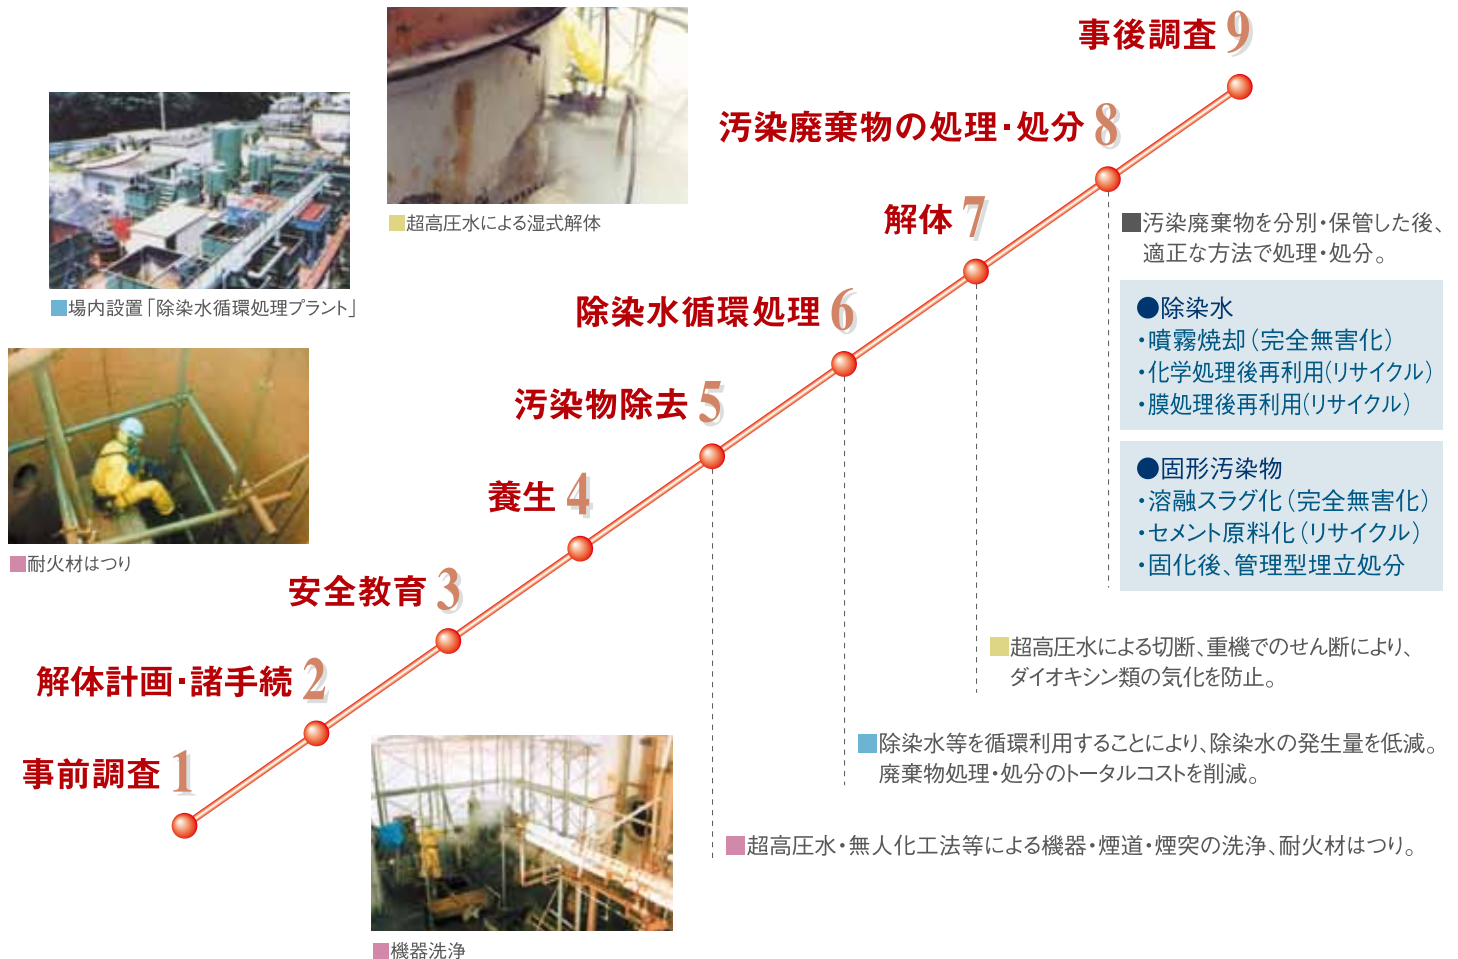 事後調査 9
汚染廃棄物の処理・処分 8
解体 7
除染水循環処理 6
汚染物除去 5
養生 4
安全教育 3
解体計画・諸手続 2
事前調査 1
■超高圧水による湿式解体
■場内設置「除染水循環処理プラント」
■耐火材はつり
■機器洗浄
■汚染廃棄物を分別・保管した後、
適正な方法で処理・処分。
●除染水
・噴霧焼却(完全無害化)
・化学処理後再利用(リサイクル)
・膜処理後再利用(リサイクル)
●固形汚染物
・溶融スラグ化(完全無害化)
・セメント原料化(リサイクル)
・固化後、管理型埋立処分
■超高圧水による切断、重機でのせん断により、
ダイオキシン類の気化を防止。
■除染水等を循環利用することにより、除染水の発生量を低減。
廃棄物処理・処分のトータルコストを削減。
■超高圧水・無人化工法等による機器・煙道・煙突の洗浄、耐火材はつり。